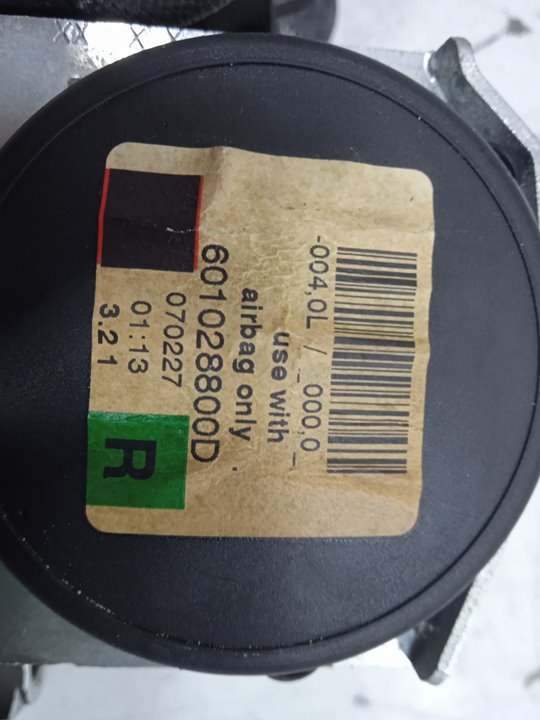 -004,0L / _ 000,0 _
use with
airbag only
601028800D
070227
01:13
3.2 1
R